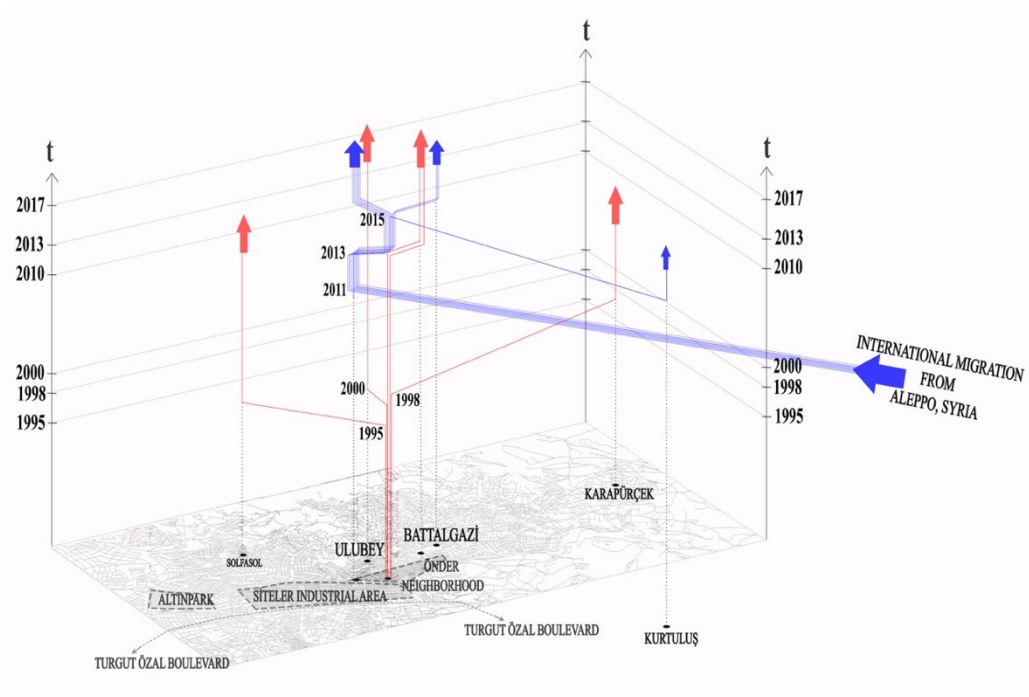 t
t
t
2017
2013
2010
2000
1998
1995
2017
2013
2010
2000
1998
1995
2015
2013
2011
2000
1998
1995
INTERNATIONAL MIGRATION
FROM
ALEPPO, SYRIA
KARAPÜRÇEK
BATTALGAZİ
ULUBEY
SOLFASOL
ÖNDER
NEIGHBORHOOD
SİTELER INDUSTRIAL AREA
ALTINPARK
TURGUT ÖZAL BOULEVARD
KURTULUŞ
TURGUT ÖZAL BOULEVARD